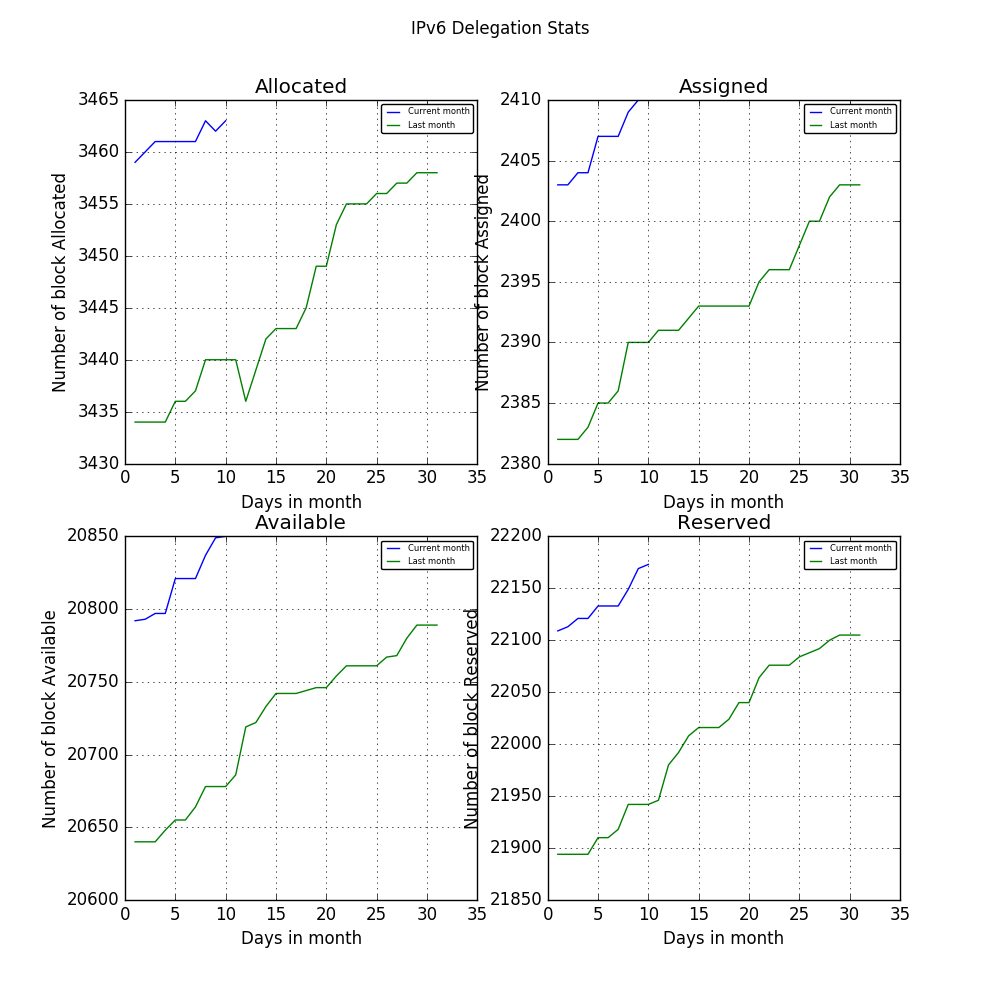 IPv6 Delegation Stats
Allocated
Number of block Allocated
3465
3460
3455
3450
3445
3440
3435
3430
0 5 10 15 20 25 30 35
Days in month
Current month
Last month
Assigned
Number of block Assigned
2410
2405
2400
2395
2390
2385
2380
0 5 10 15 20 25 30 35
Days in month
Current month
Last month
Available
Number of block Available
20850
20800
20750
20700
20650
20600
0 5 10 15 20 25 30 35
Days in month
Current month
Last month
Reserved
Number of block Reserved
22200
22150
22100
22050
22000
21950
21900
21850
0 5 10 15 20 25 30 35
Days in month
Current month
Last month